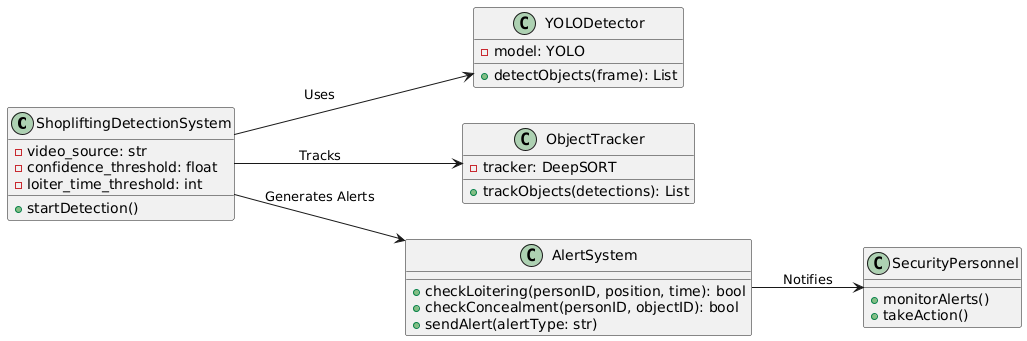 C YOLODetector
model: YOLO
detectObjects(frame): List
Uses
C ShopliftingDetectionSystem
video_source: str
confidence_threshold: float
loiter_time_threshold: int
startDetection()
Tracks
C ObjectTracker
tracker: DeepSORT
trackObjects(detections): List
Generates Alerts
C AlertSystem
checkLoitering(personID, position, time): bool
checkConcealment(personID, objectID): bool
sendAlert(alertType: str)
Notifies
C SecurityPersonnel
monitorAlerts()
takeAction()